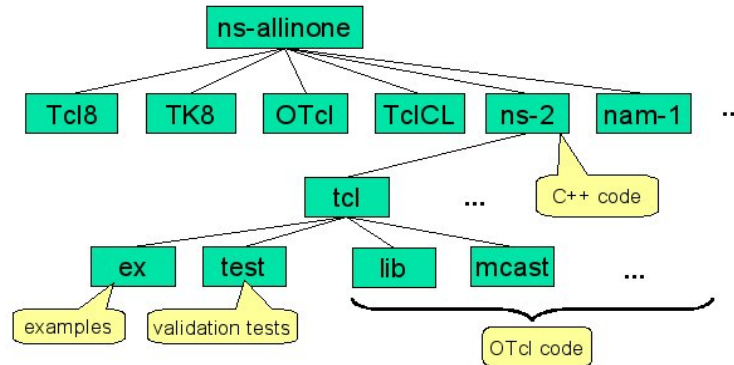 ns-allinone
Tcl8 TK8 OTcl TclCL ns-2 nam-1 ...
tcl ... C++ code
ex test lib mcast ...
examples validation tests
OTcl code